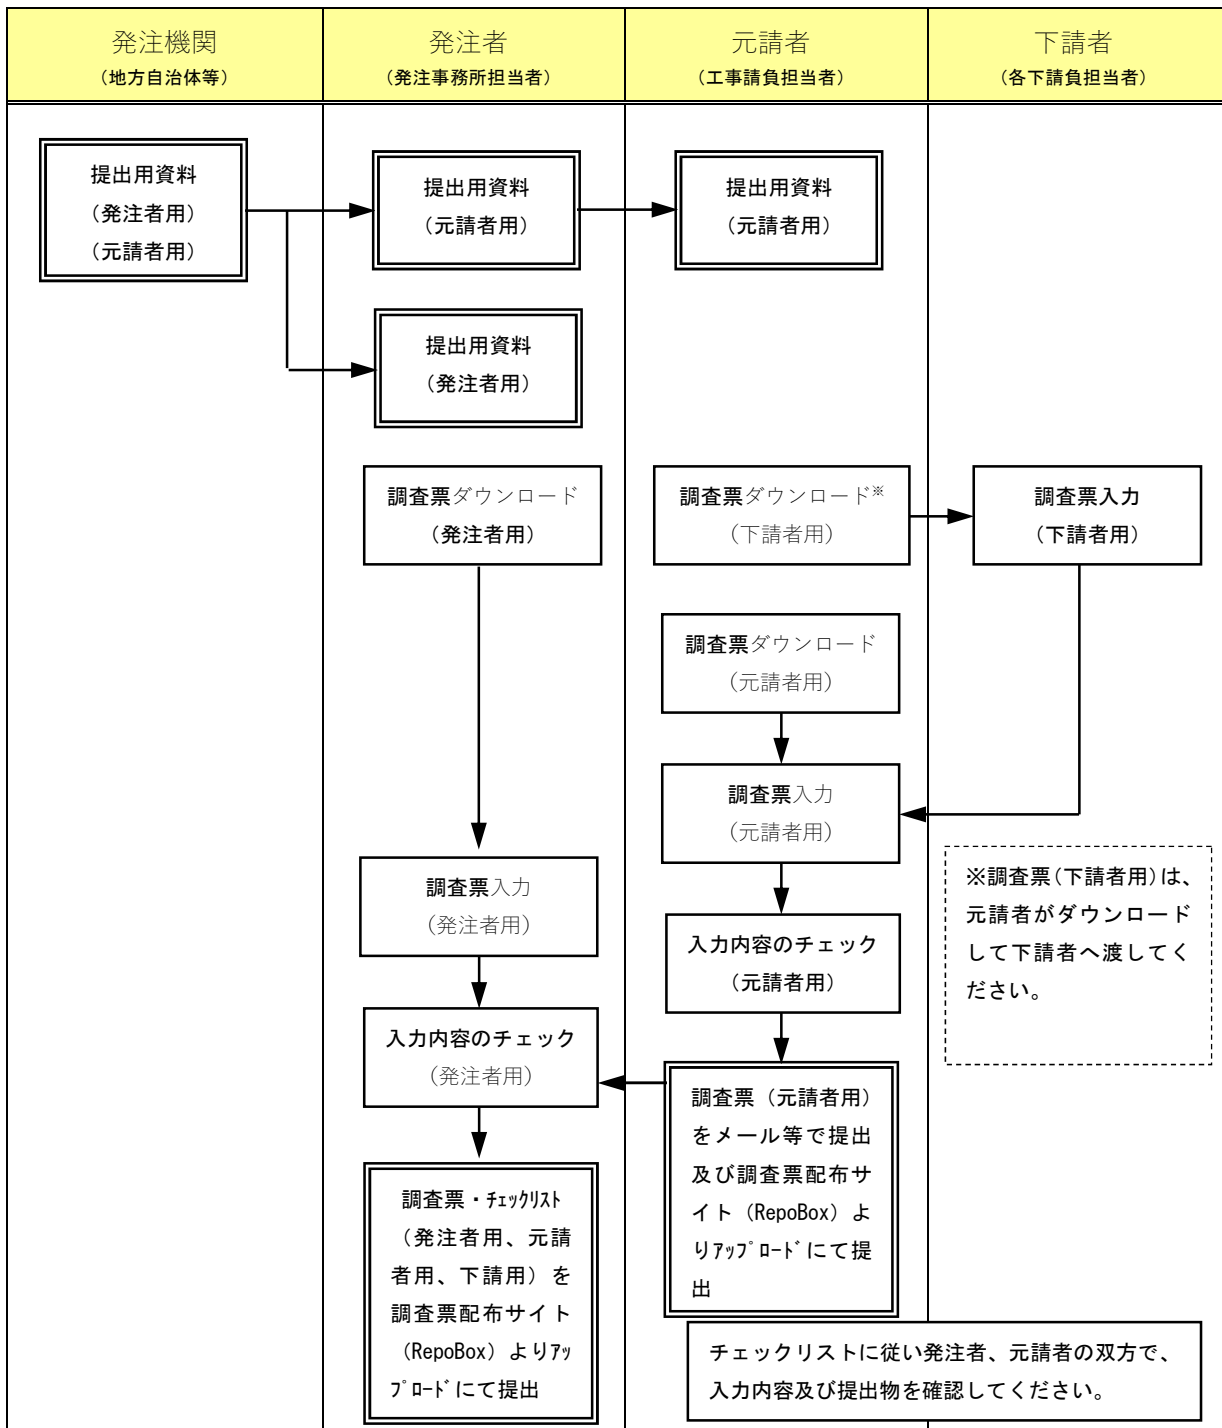 発注機関
(地方自治体等)
発注者
(発注事務所担当者)
元請者
(工事請負担当者)
下請者
(各下請負担当者)
提出用資料
(発注者用)
(元請者用)
提出用資料
(元請者用)
提出用資料
(元請者用)
提出用資料
(発注者用)
調査票ダウンロード
(発注者用)
調査票ダウンロード※
(下請者用)
調査票入力
(下請者用)
調査票ダウンロード
(元請者用)
調査票入力
(元請者用)
調査票入力
(発注者用)
※調査票(下請者用)は、
元請者がダウンロード
して下請者へ渡してく
ださい。
入力内容のチェック
(元請者用)
入力内容のチェック
(発注者用)
調査票（元請者用）
をメール等で提出
及び調査票配布サ
イト（RepoBox）よ
りｱｯﾌﾟﾛｰﾄﾞにて提
出
調査票・ﾁｪｯｸﾘｽﾄ
（発注者用、元請
者用、下請用）を
調査票配布サイト
（RepoBox）よりｱｯ
ﾌﾟﾛｰﾄﾞにて提出
チェックリストに従い発注者、元請者の双方で、
入力内容及び提出物を確認してください。